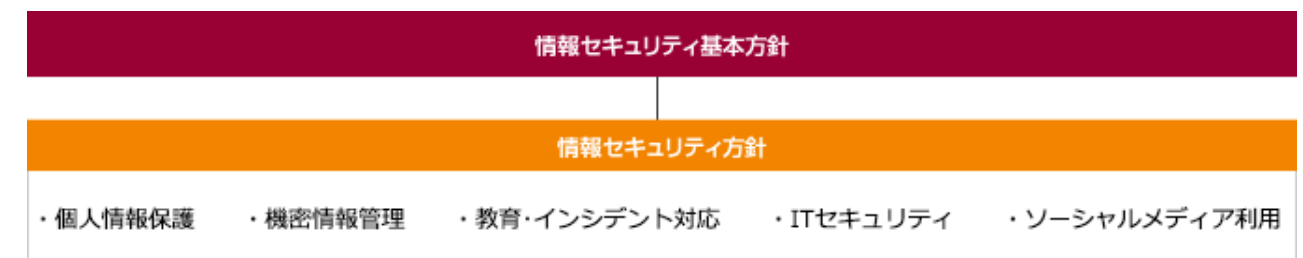 情報セキュリティ基本方針
情報セキュリティ方針
・個人情報保護 ・機密情報管理 ・教育・インシデント対応 ・ITセキュリティ ・ソーシャルメディア利用